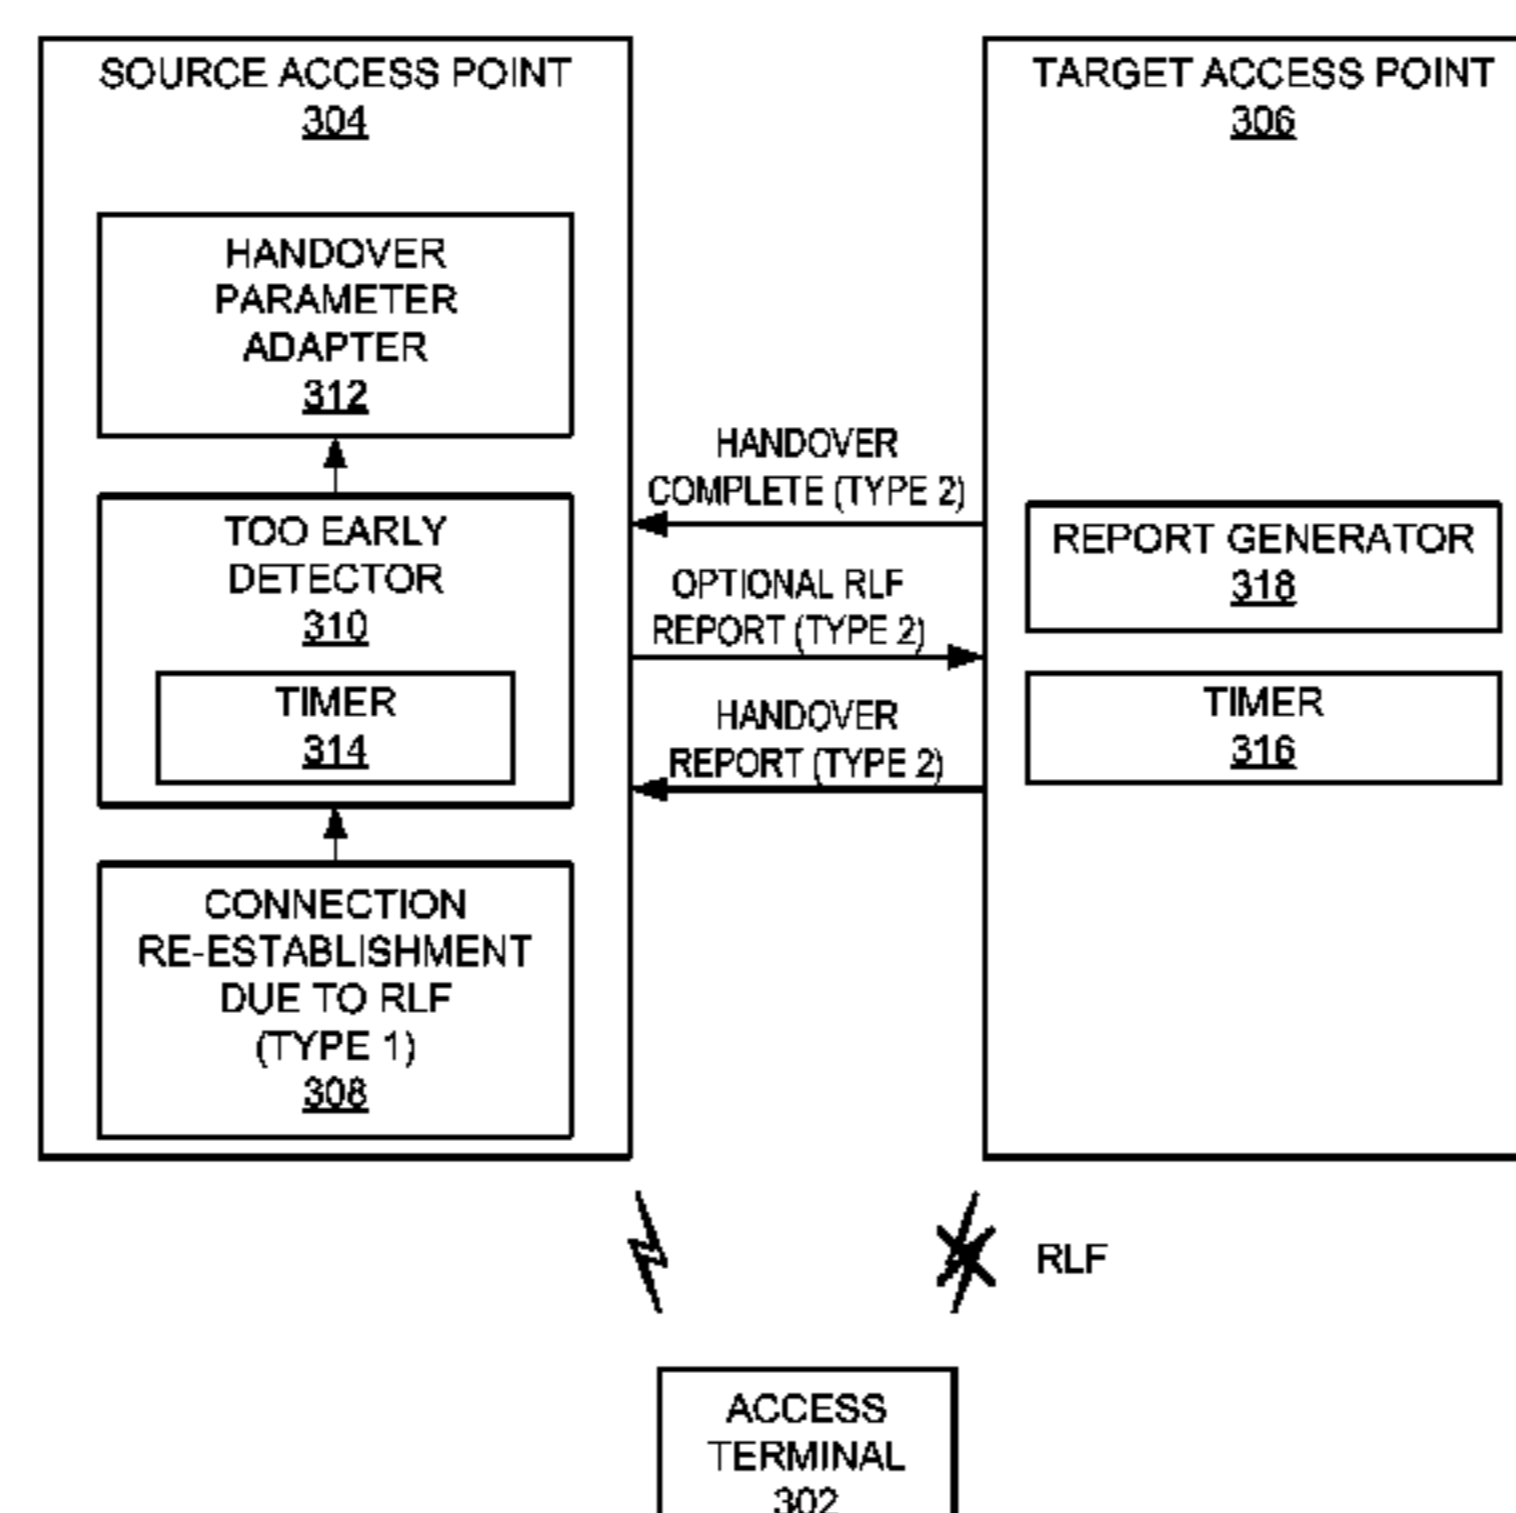 SOURCE ACCESS POINT
304
HANDOVER
PARAMETER
ADAPTER
312
TOO EARLY
DETECTOR
310
TIMER
314
CONNECTION
RE-ESTABLISHMENT
DUE TO RLF
(TYPE 1)
308
HANDOVER
COMPLETE (TYPE 2)
OPTIONAL RLF
REPORT (TYPE 2)
HANDOVER
REPORT (TYPE 2)
TARGET ACCESS POINT
306
REPORT GENERATOR
318
TIMER
316
RLF
ACCESS
TERMINAL
302